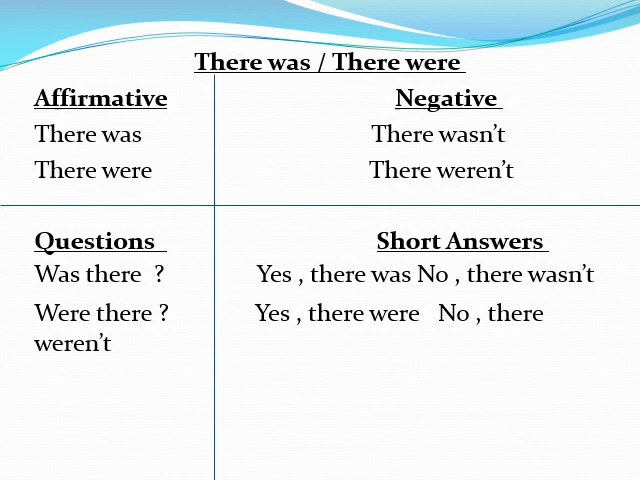 There was / There were
Affirmative Negative
There was There wasn't
There were There weren't
Questions Short Answers
Was there ? Yes , there was No , there wasn't
Were there ? Yes , there were No , there
weren't